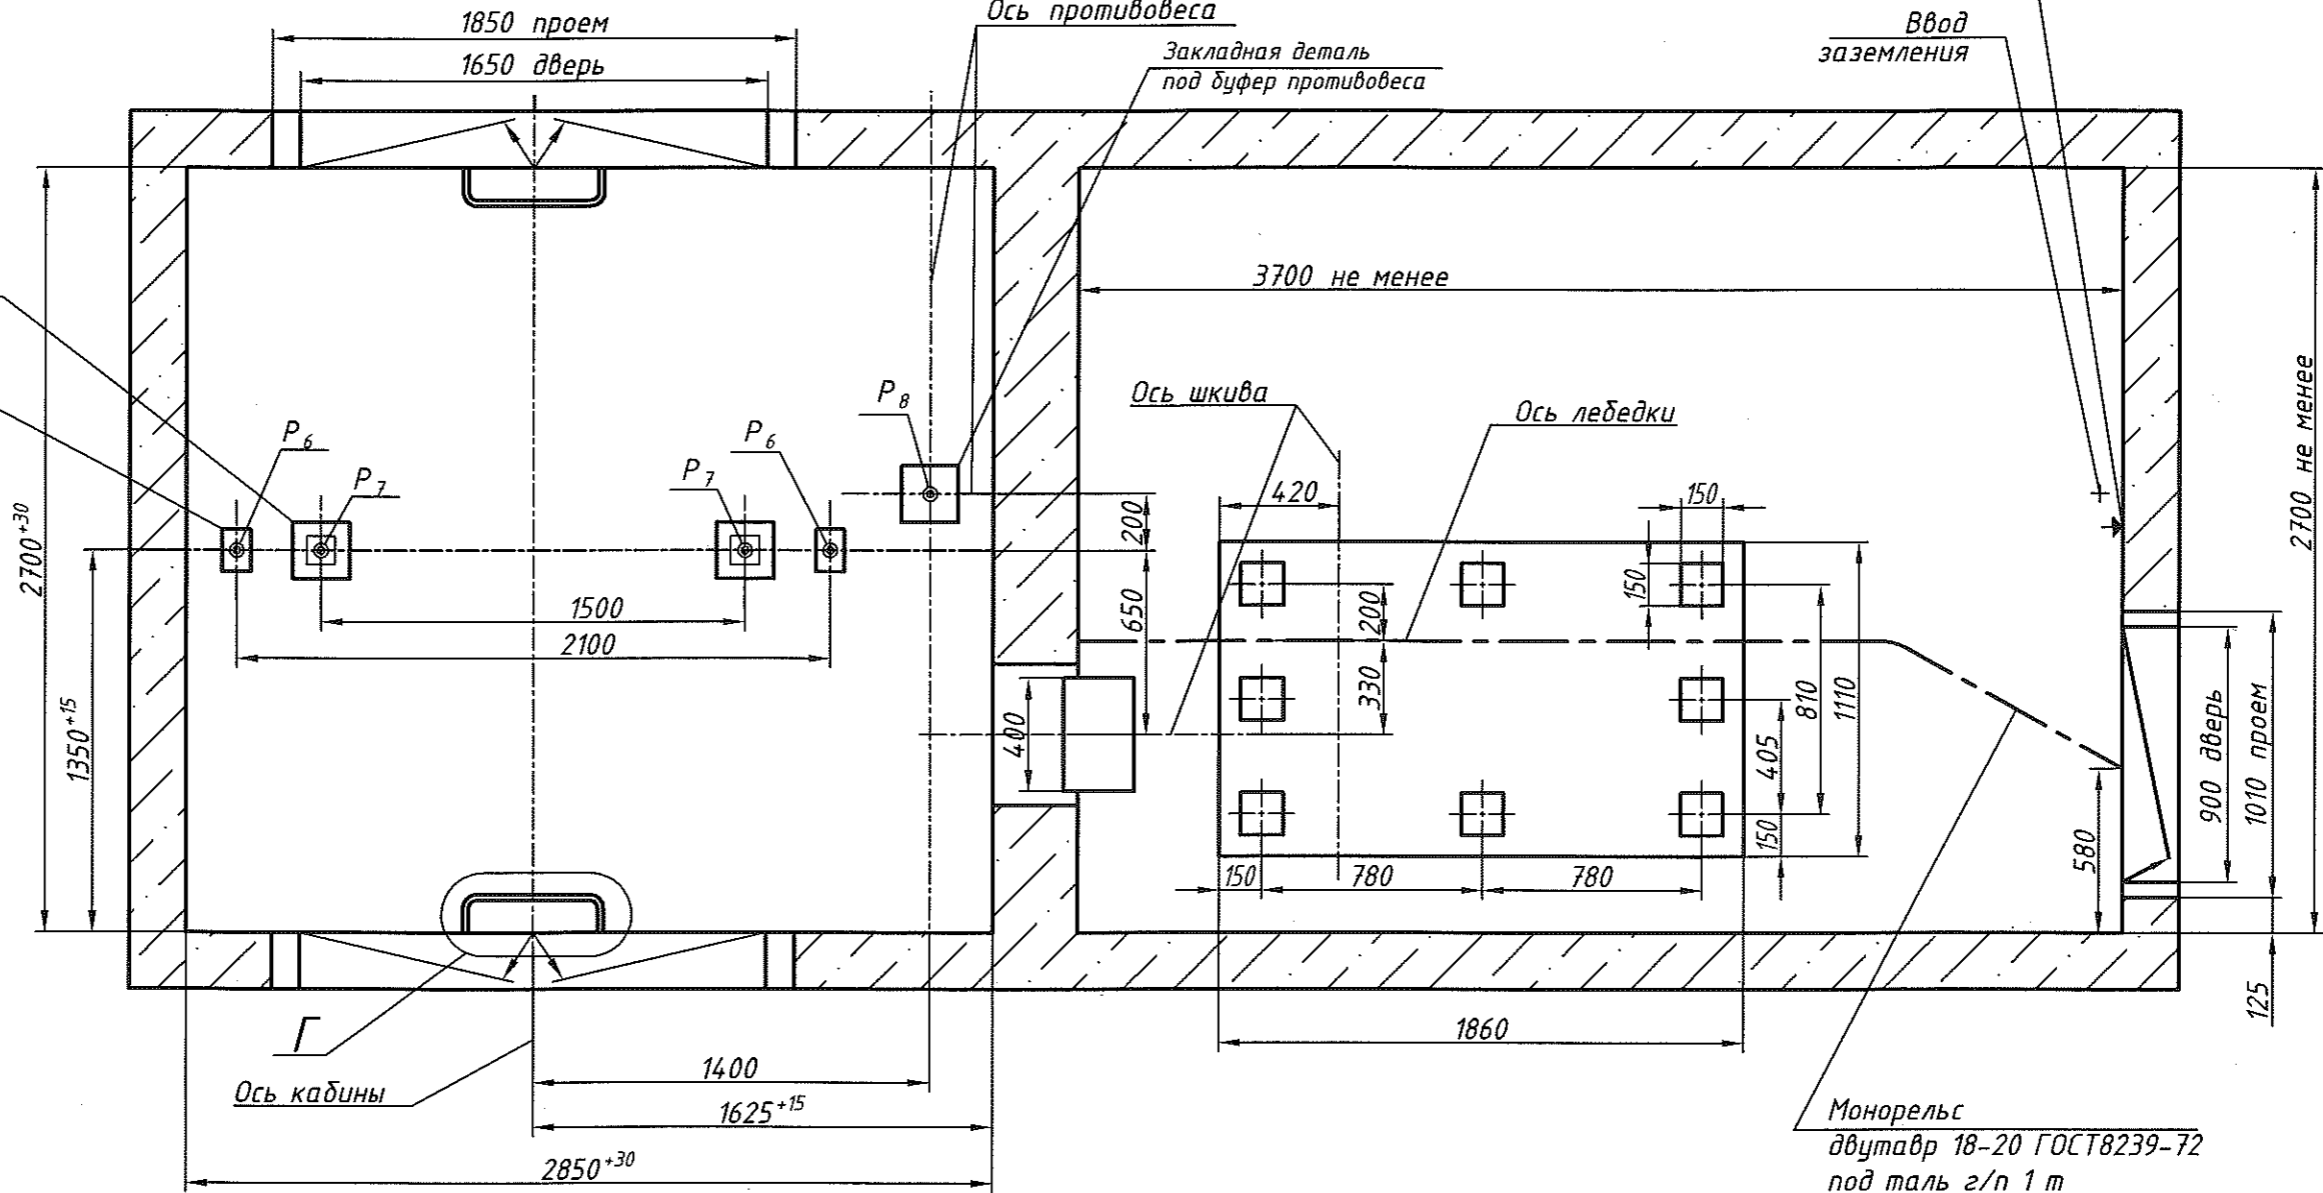 1850 проем
1650 дверь
Ось противовеса
Закладная деталь
под буфер противовеса
Ввод
заземления
3700 не менее
2700+30
1350+15
2700 не менее
P6
P7
P7
P6
P8
1500
2100
200
650
400
Ось шкива
Ось лебедки
420
150
150
200
330
810
1110
405
150
150
780
780
1860
580
900 дверь
1010 проем
125
Г
Ось кабины
1400
1625+15
2850+30
Монорельс
двутавр 18-20 ГОСТ8239-72
под таль г/п 1 т